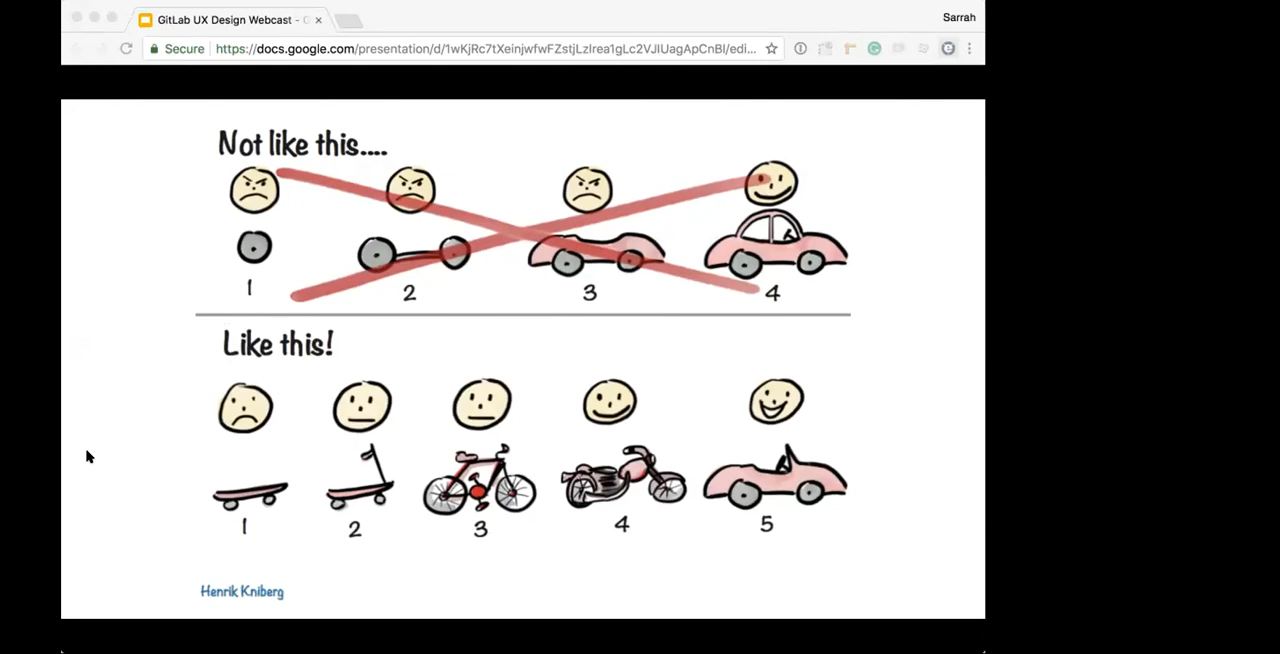 GitLab UX Design Webcast -
Sarrah
Secure
https://docs.google.com/presentation/d/1wKjRc7tXeinjwfwFZstjLzIrea1gLc2VJIUagApCnBI/edi...
Not like this....
1 2 3 4
Like this!
1 2 3 4 5
Henrik Kniberg